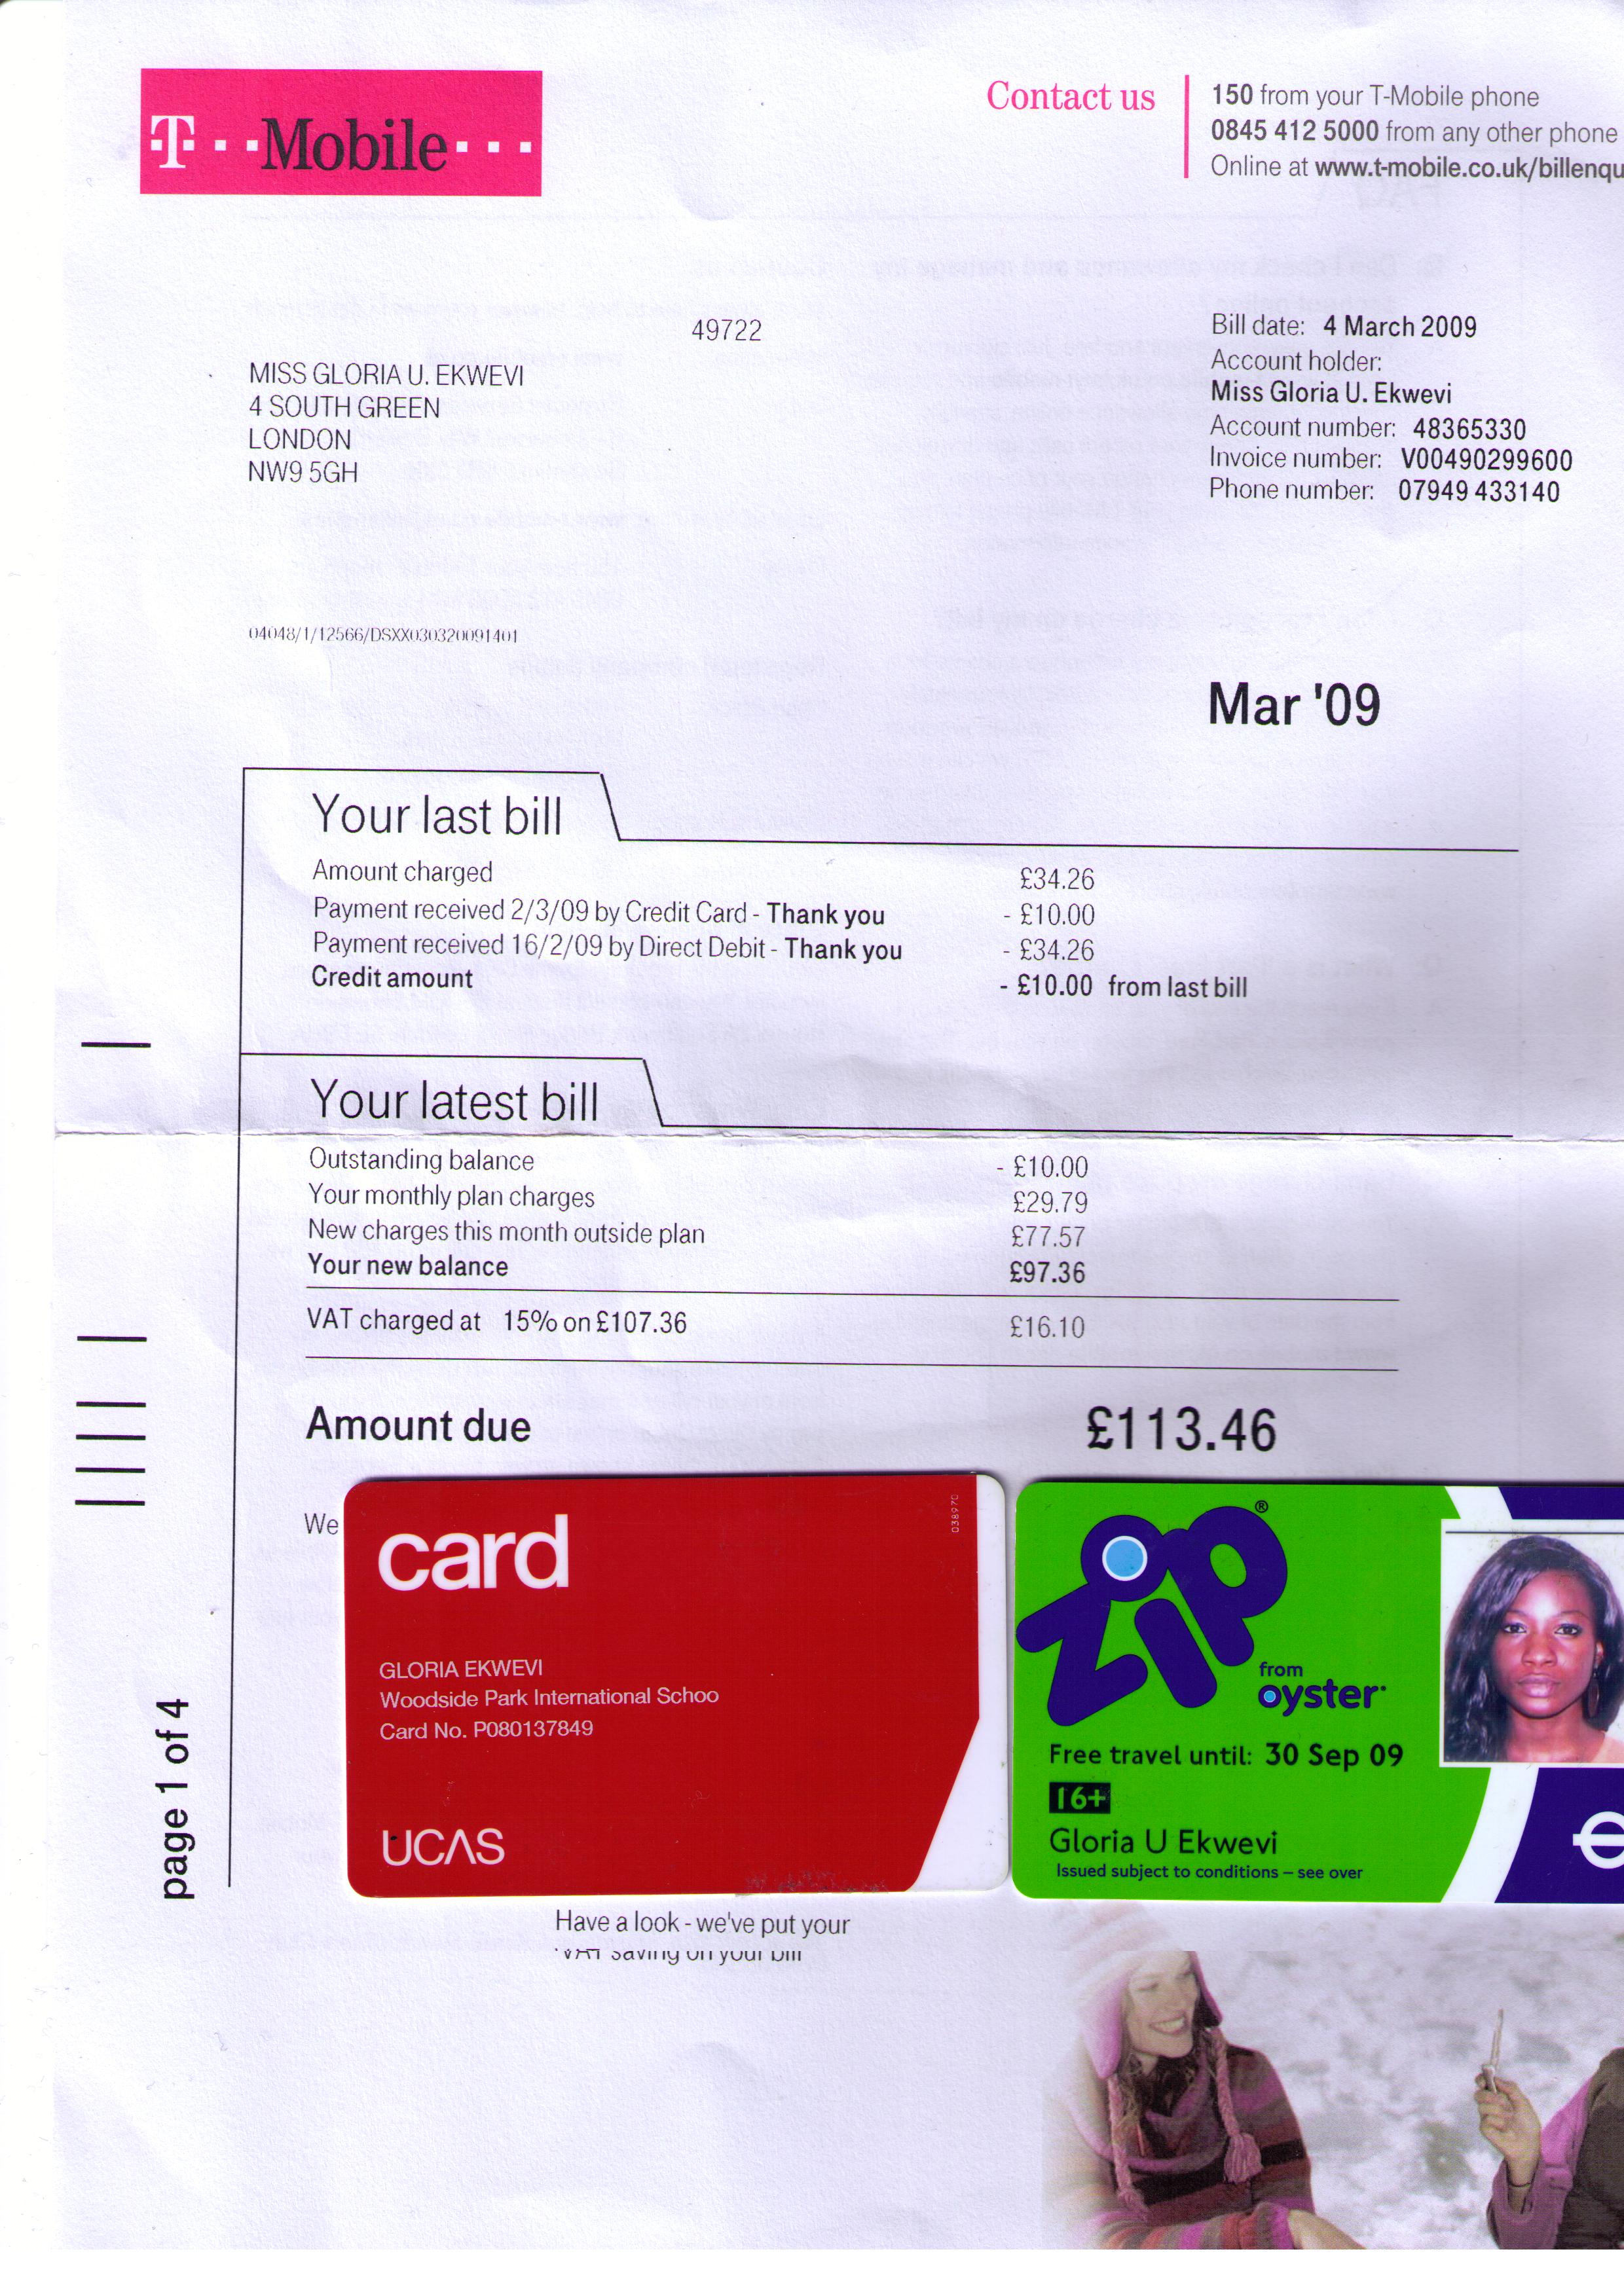 T··Mobile···
Contact us
150 from your T-Mobile phone
0845 412 5000 from any other phone
Online at www.t-mobile.co.uk/billenqu
49722
MISS GLORIA U. EKWEVI
4 SOUTH GREEN
LONDON
NW9 5GH
Bill date: 4 March 2009
Account holder:
Miss Gloria U. Ekwevi
Account number: 48365330
Invoice number: V00490299600
Phone number: 07949 433140
04048/1/12566/DSXX030320091401
Mar '09
Your last bill
Amount charged £34.26
Payment received 2/3/09 by Credit Card - Thank you - £10.00
Payment received 16/2/09 by Direct Debit - Thank you - £34.26
Credit amount - £10.00 from last bill
Your latest bill
Outstanding balance - £10.00
Your monthly plan charges £29.79
New charges this month outside plan £77.57
Your new balance £97.36
VAT charged at 15% on £107.36 £16.10
Amount due £113.46
We
card
038970
GLORIA EKWEVI
Woodside Park International Schoo
Card No. P080137849
UCAS
zip®
from
oyster
Free travel until: 30 Sep 09
16+
Gloria U Ekwevi
Issued subject to conditions – see over
page 1 of 4
Have a look - we've put your
VAT saving on your bill